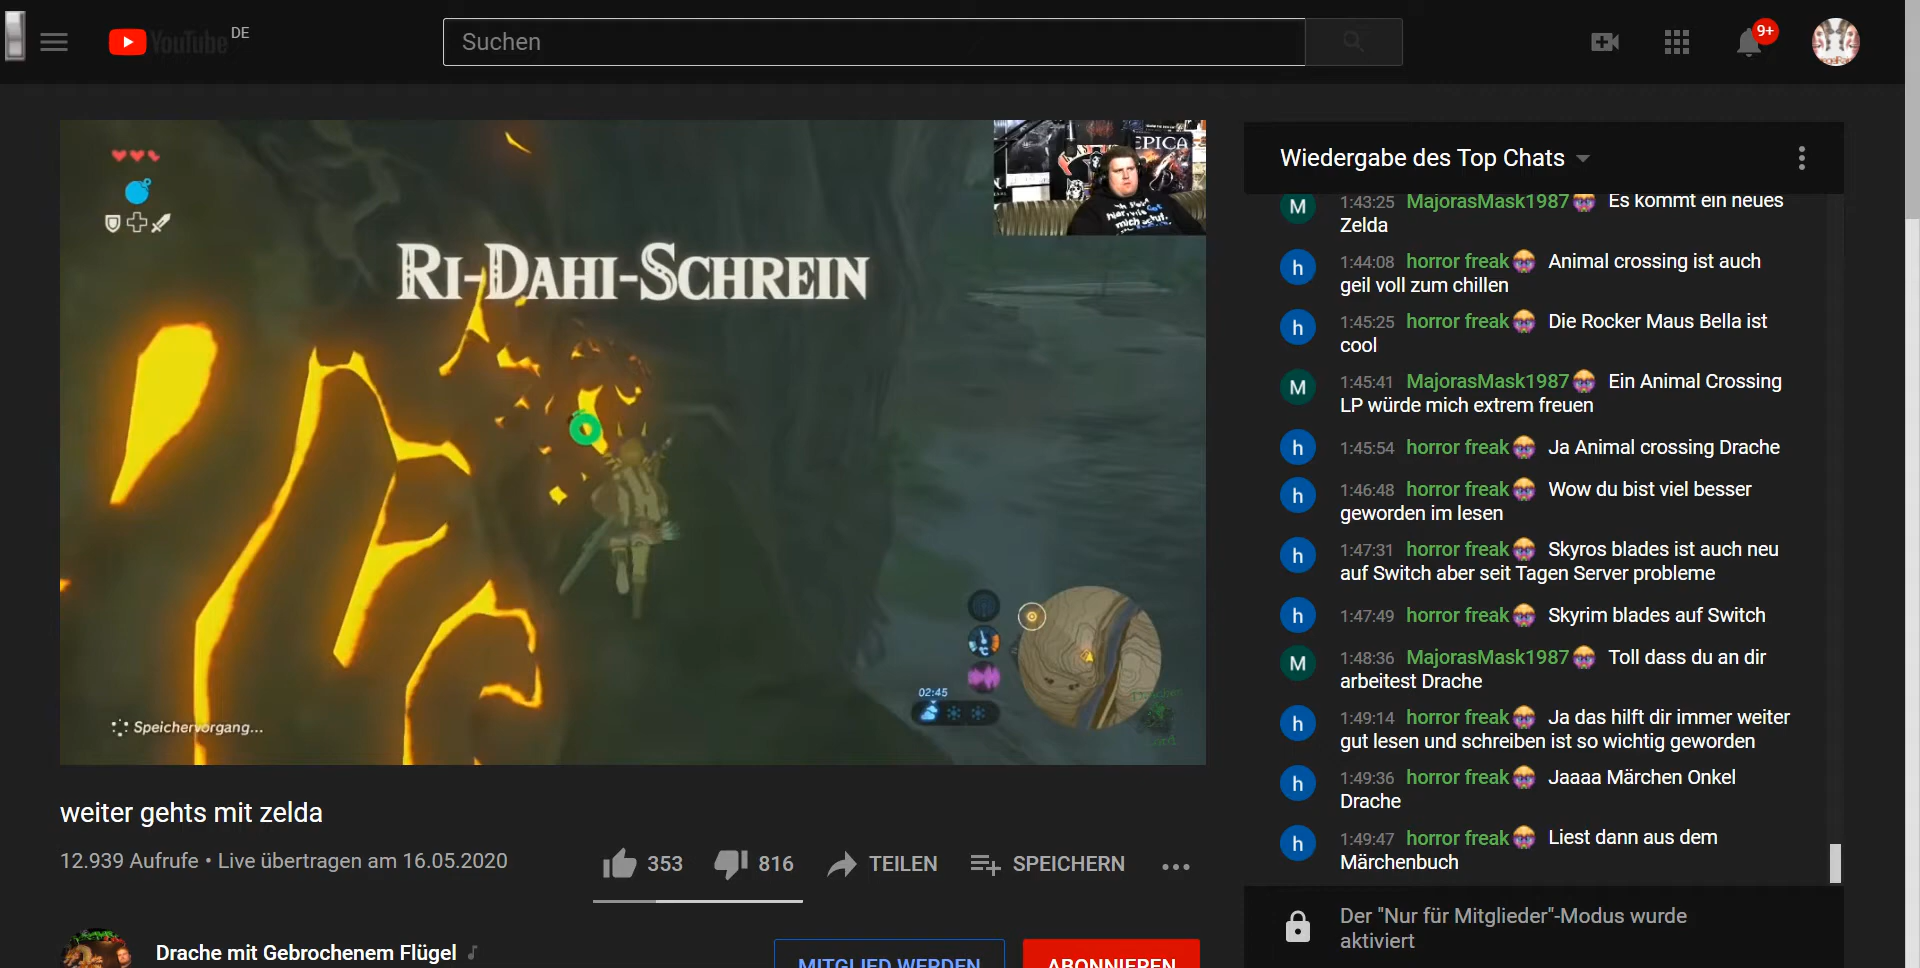 YouTube DE
Suchen
9+
EPICA
RI-DAHI-SCHREIN
02:45
Speichervorgang...
weiter gehts mit zelda
12.939 Aufrufe • Live übertragen am 16.05.2020
353
816
TEILEN
SPEICHERN
Drache mit Gebrochenem Flügel
MITGLIED WERDEN
ABONNIEREN
Wiedergabe des Top Chats
M 1:43:25 MajorasMask1987 Es kommt ein neues
Zelda
h 1:44:08 horror freak Animal crossing ist auch
geil voll zum chillen
h 1:45:25 horror freak Die Rocker Maus Bella ist
cool
M 1:45:41 MajorasMask1987 Ein Animal Crossing
LP würde mich extrem freuen
h 1:45:54 horror freak Ja Animal crossing Drache
h 1:46:48 horror freak Wow du bist viel besser
geworden im lesen
h 1:47:31 horror freak Skyros blades ist auch neu
auf Switch aber seit Tagen Server probleme
h 1:47:49 horror freak Skyrim blades auf Switch
M 1:48:36 MajorasMask1987 Toll dass du an dir
arbeitest Drache
h 1:49:14 horror freak Ja das hilft dir immer weiter
gut lesen und schreiben ist so wichtig geworden
h 1:49:36 horror freak Jaaaa Märchen Onkel
Drache
h 1:49:47 horror freak Liest dann aus dem
Märchenbuch
Der "Nur für Mitglieder"-Modus wurde
aktiviert